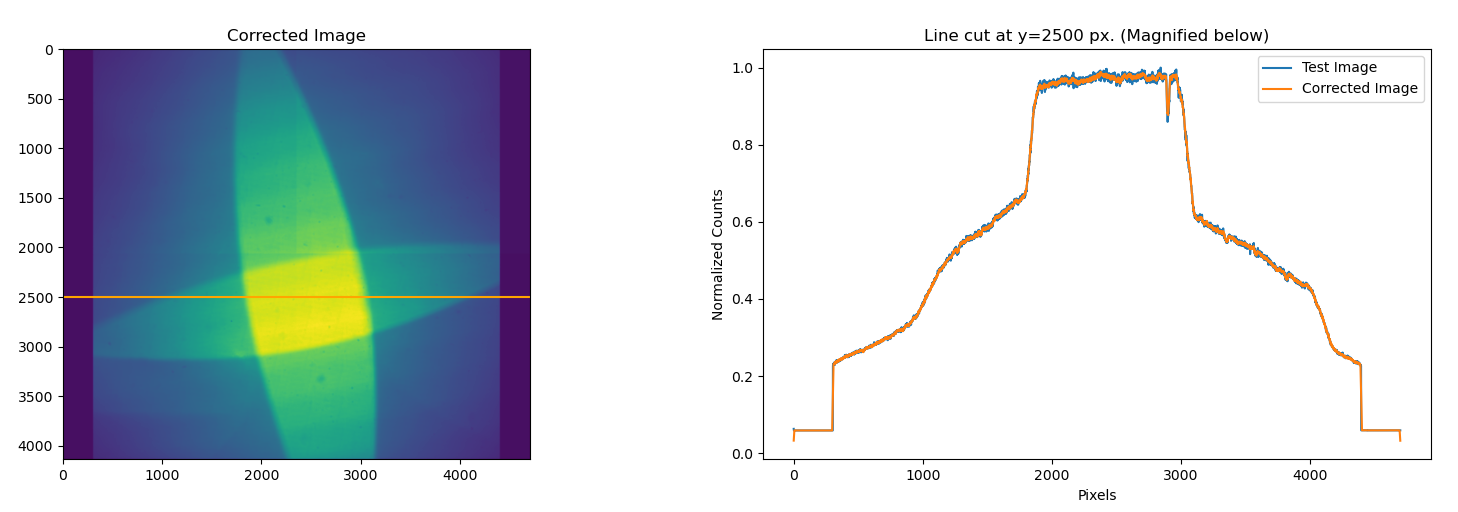 Corrected Image
0
500
1000
1500
2000
2500
3000
3500
4000
0 1000 2000 3000 4000
Line cut at y=2500 px. (Magnified below)
Test Image
Corrected Image
Normalized Counts
1.0
0.8
0.6
0.4
0.2
0.0
0 1000 2000 3000 4000
Pixels